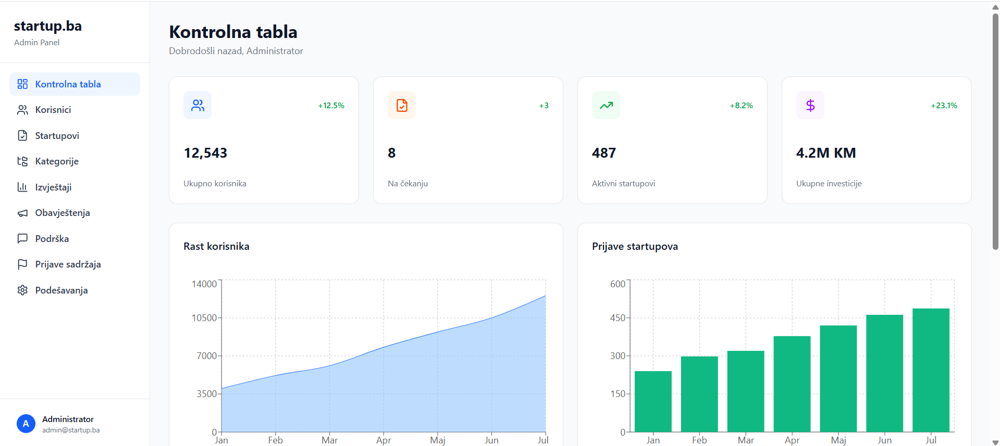 startup.ba
Admin Panel
Kontrolna tabla
Korisnici
Startupovi
Kategorije
Izvještaji
Obavještenja
Podrška
Prijave sadržaja
Podešavanja
A
Administrator
admin@startup.ba
Kontrolna tabla
Dobrodošli nazad, Administrator
+12.5%
12,543
Ukupno korisnika
+3
8
Na čekanju
+8.2%
487
Aktivni startupovi
+23.1%
4.2M KM
Ukupne investicije
Rast korisnika
14000
10500
7000
3500
0
Jan Feb Mar Apr Maj Jun Jul
Prijave startupova
600
450
300
150
0
Jan Feb Mar Apr Maj Jun Jul